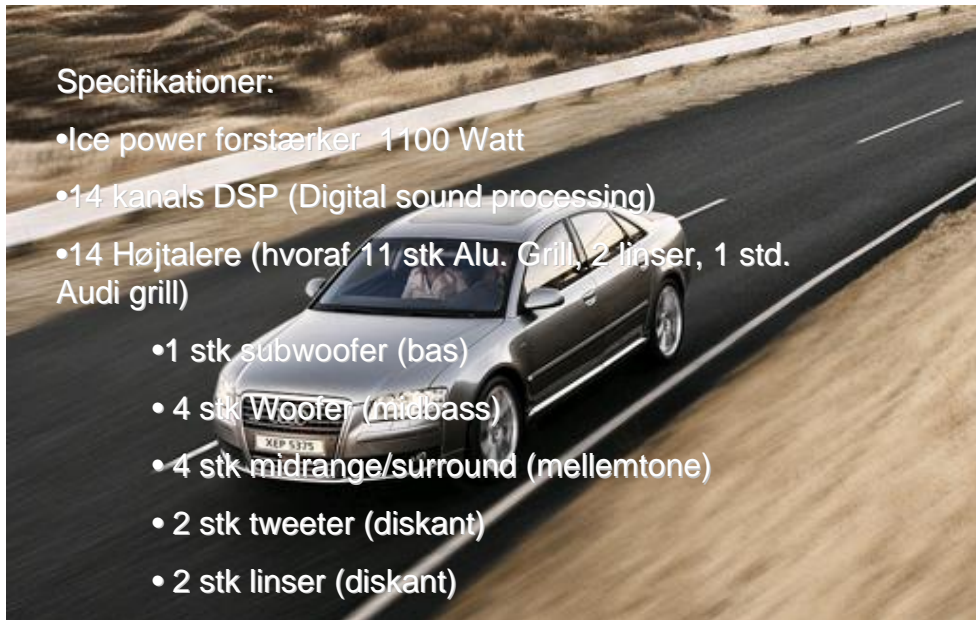 Specifikationer:
•Ice power forstærker 1100 Watt
•14 kanals DSP (Digital sound processing)
•14 Højtalere (hvoraf 11 stk Alu. Grill, 2 linser, 1 std.
Audi grill)
•1 stk subwoofer (bas)
• 4 stk Woofer (midbass)
XEP 5375
• 4 stk midrange/surround (mellemtone)
• 2 stk tweeter (diskant)
• 2 stk linser (diskant)